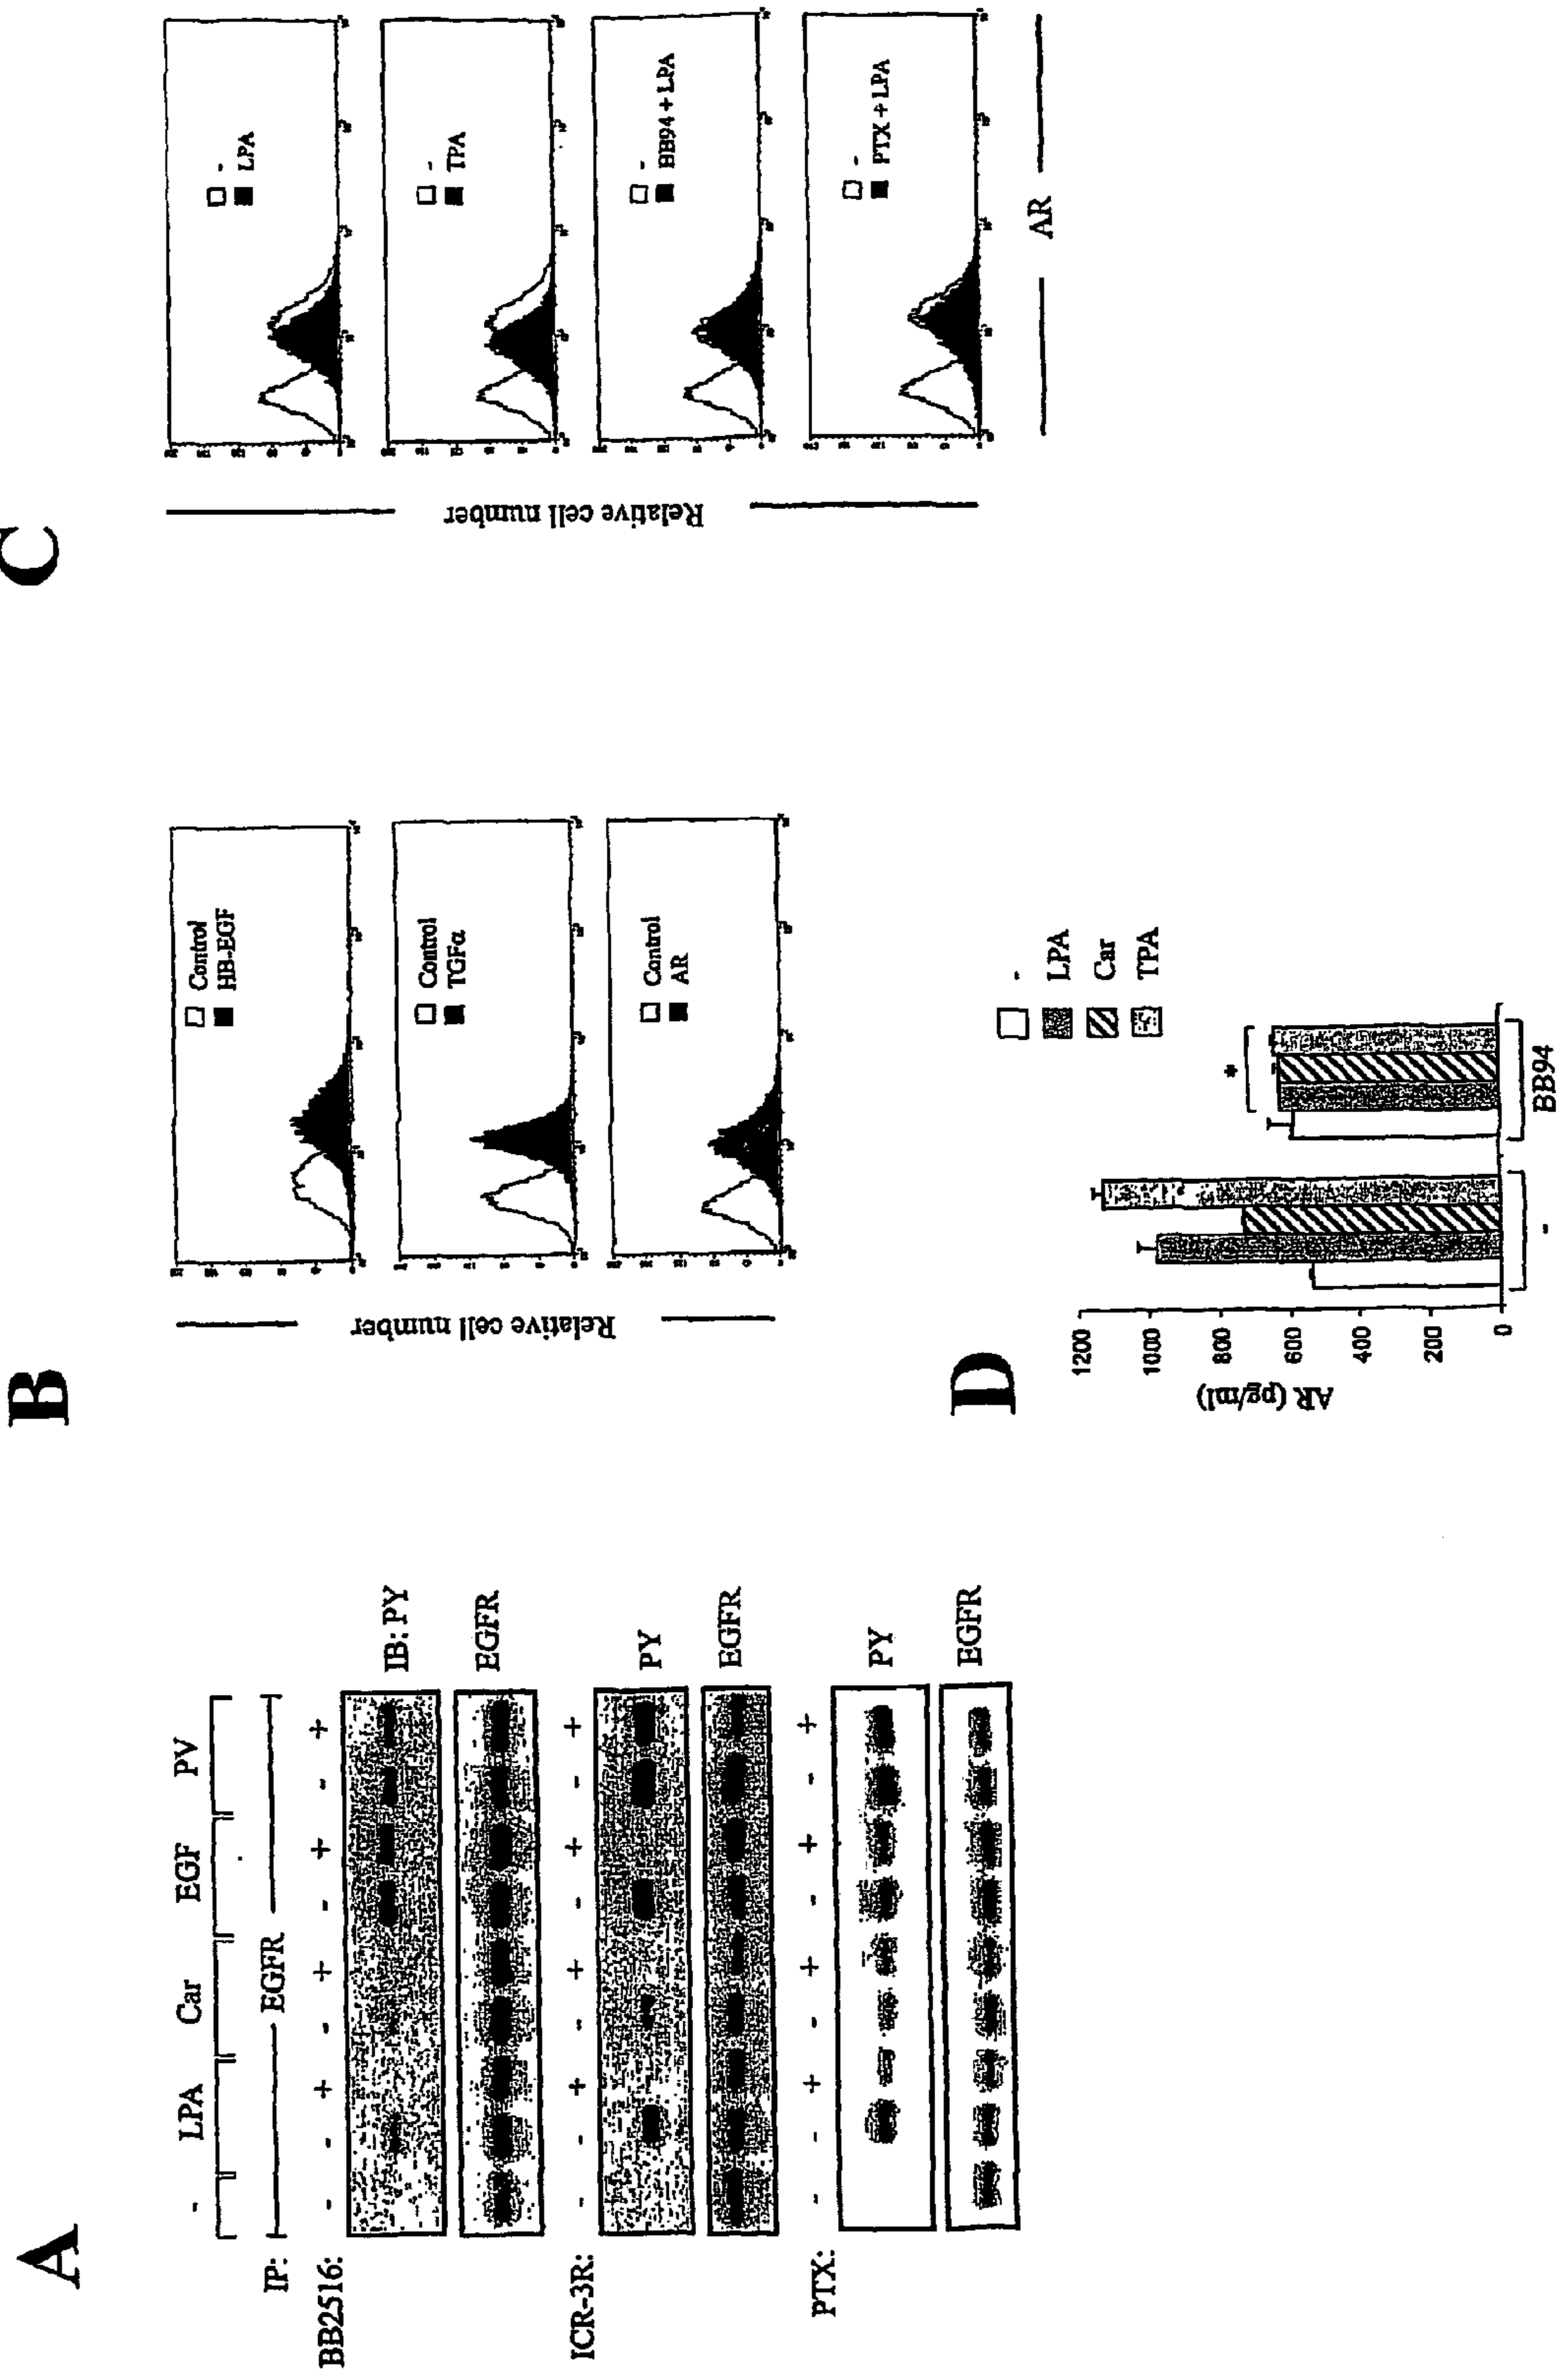 A
- LPA Car EGF PV
IP: EGFR
BB2516: - - + - + - + - +
IB: PY
EGFR
ICR-3R: - - + - + - + - +
PY
EGFR
PTX: - - + - + - + - +
PY
EGFR
B
Relative cell number
Control
HB-EGF
Control
TGFα
Control
AR
C
Relative cell number
-
LPA
-
TPA
-
BB94 + LPA
-
PTX + LPA
AR
D
AR (pg/ml)
1200
1000
800
600
400
200
0
*
-
LPA
Car
TPA
- BB94